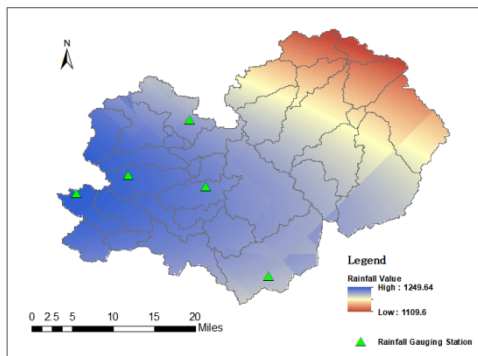 N
Legend
Rainfall Value
High : 1249.64
Low : 1109.6
0 2.5 5 10 15 20
Miles
Rainfall Gauging Station